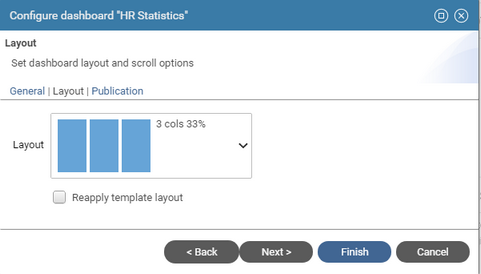 Configure dashboard "HR Statistics"
Layout
Set dashboard layout and scroll options
General | Layout | Publication
Layout
3 cols 33%
Reapply template layout
< Back
Next >
Finish
Cancel